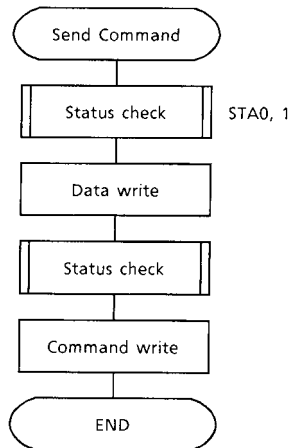 Send Command
Status check STA0, 1
Data write
Status check
Command write
END